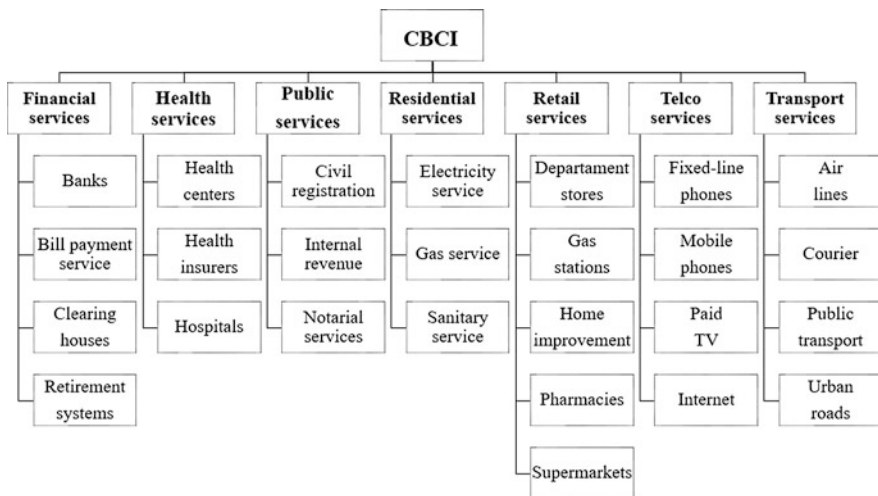 CBCI
Financial
services
Health
services
Public
services
Residential
services
Retail
services
Telco
services
Transport
services
Banks
Bill payment
service
Clearing
houses
Retirement
systems
Health
centers
Health
insurers
Hospitals
Civil
registration
Internal
revenue
Notarial
services
Electricity
service
Gas service
Sanitary
service
Departament
stores
Gas
stations
Home
improvement
Pharmacies
Supermarkets
Fixed-line
phones
Mobile
phones
Paid
TV
Internet
Air
lines
Courier
Public
transport
Urban
roads